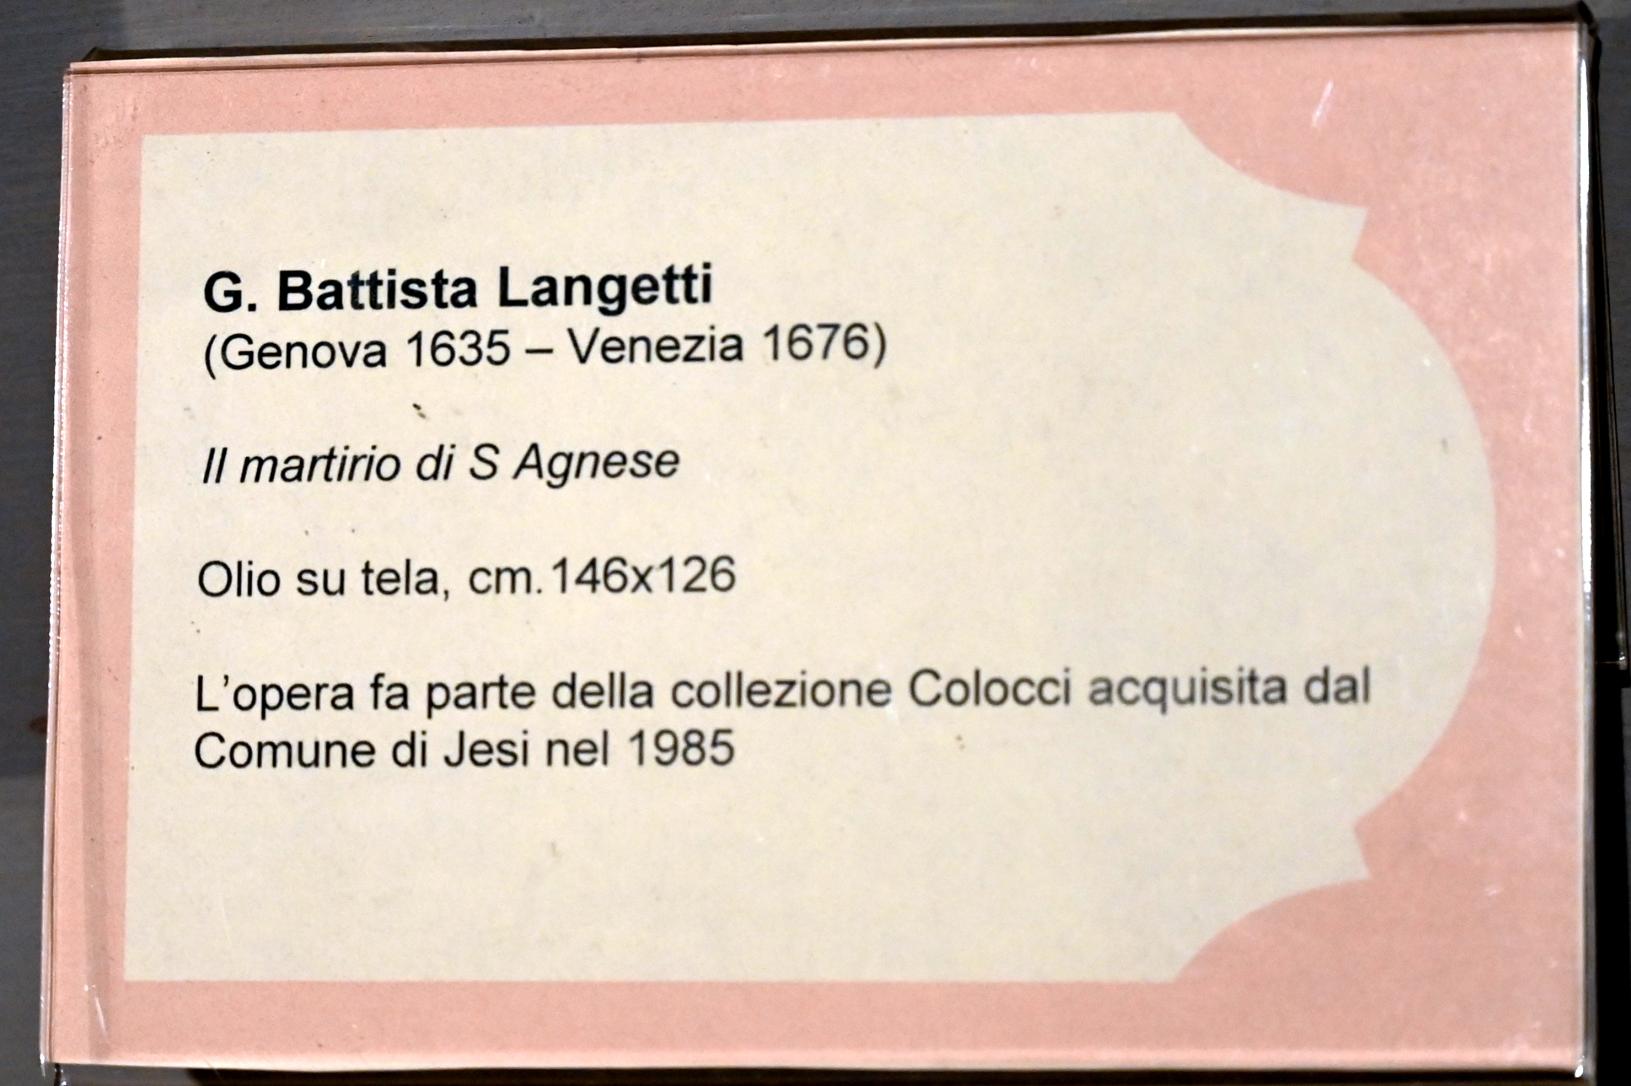 G. Battista Langetti
(Genova 1635 – Venezia 1676)
Il martirio di S Agnese
Olio su tela, cm.146x126
L’opera fa parte della collezione Colocci acquisita dal
Comune di Jesi nel 1985